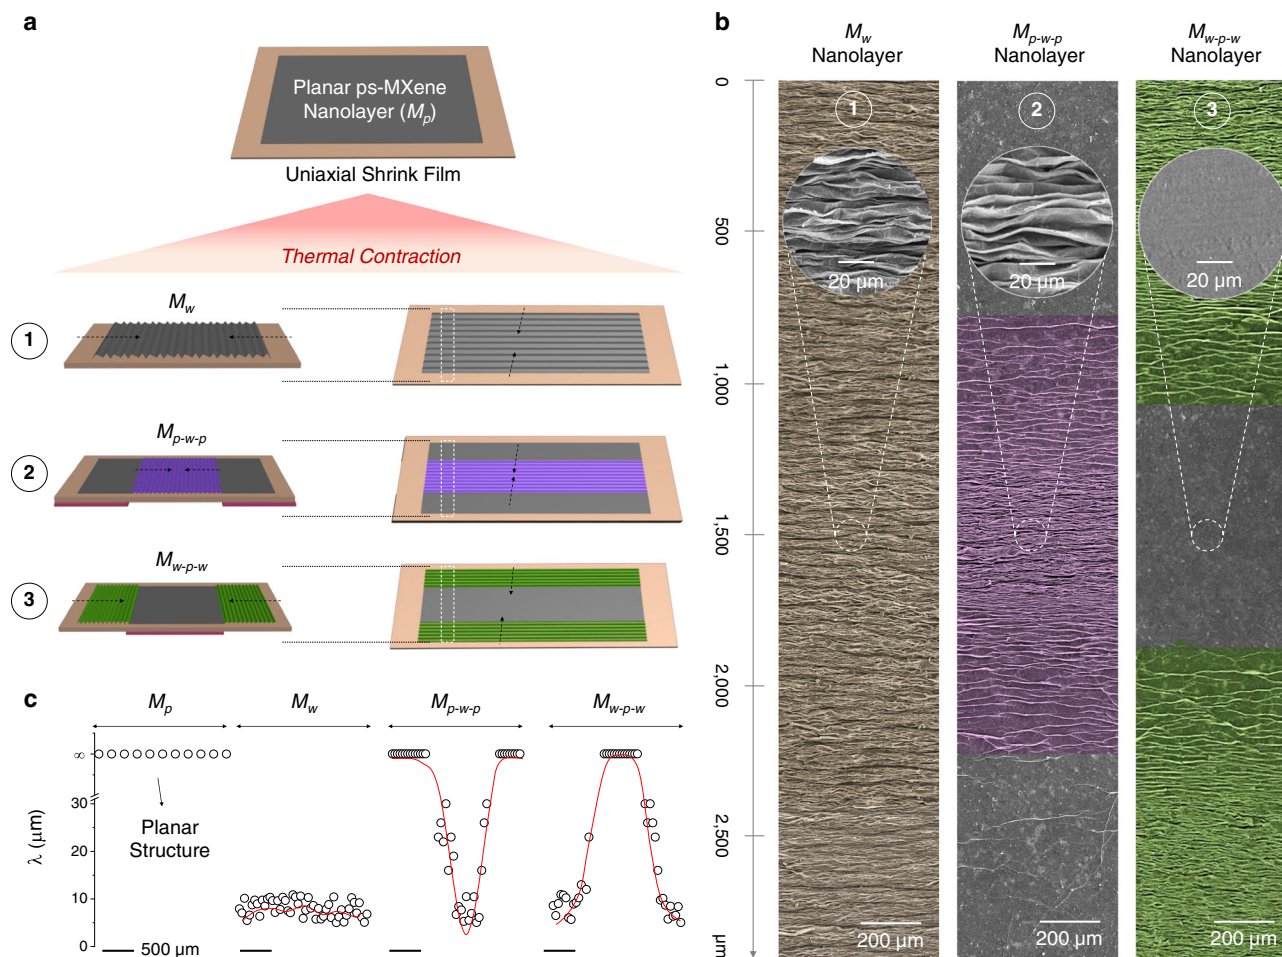 a
Planar ps-MXene
Nanolayer (Mp)
Uniaxial Shrink Film
Thermal Contraction
Mw
1
Mp-w-p
2
Mw-p-w
3
b
Mw
Nanolayer
Mp-w-p
Nanolayer
Mw-p-w
Nanolayer
0
500
1,000
1,500
2,000
2,500
μm
1
20 μm
200 μm
2
20 μm
200 μm
3
20 μm
200 μm
c
Mp
Mw
Mp-w-p
Mw-p-w
λ (μm)
∞
30
20
10
0
Planar
Structure
500 μm